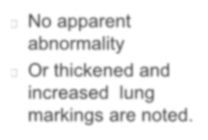 No apparent
abnormality
Or thickened and
increased lung
markings are noted.